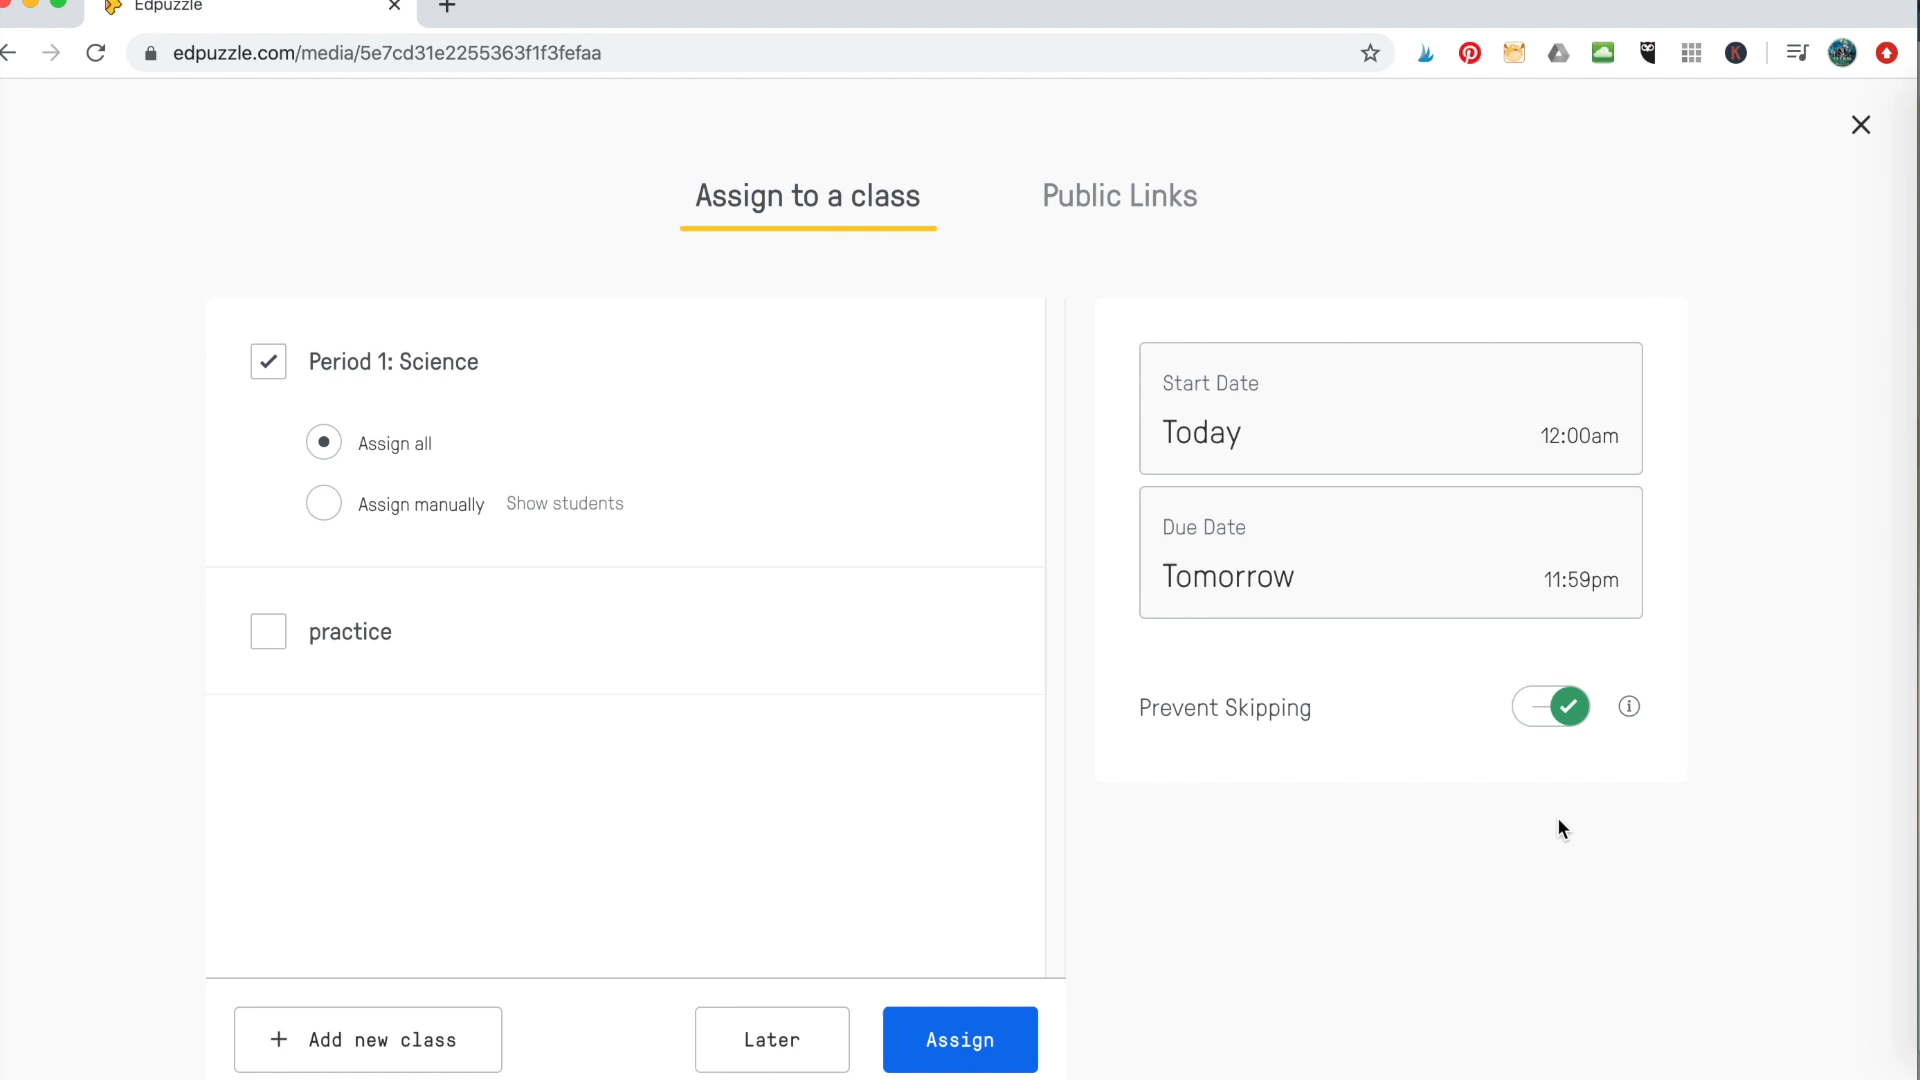 Edpuzzle
edpuzzle.com/media/5e7cd31e2255363f1f3fefaa
K
Assign to a class
Public Links
Period 1: Science
Assign all
Assign manually Show students
practice
Start Date
Today 12:00am
Due Date
Tomorrow 11:59pm
Prevent Skipping
+ Add new class
Later
Assign